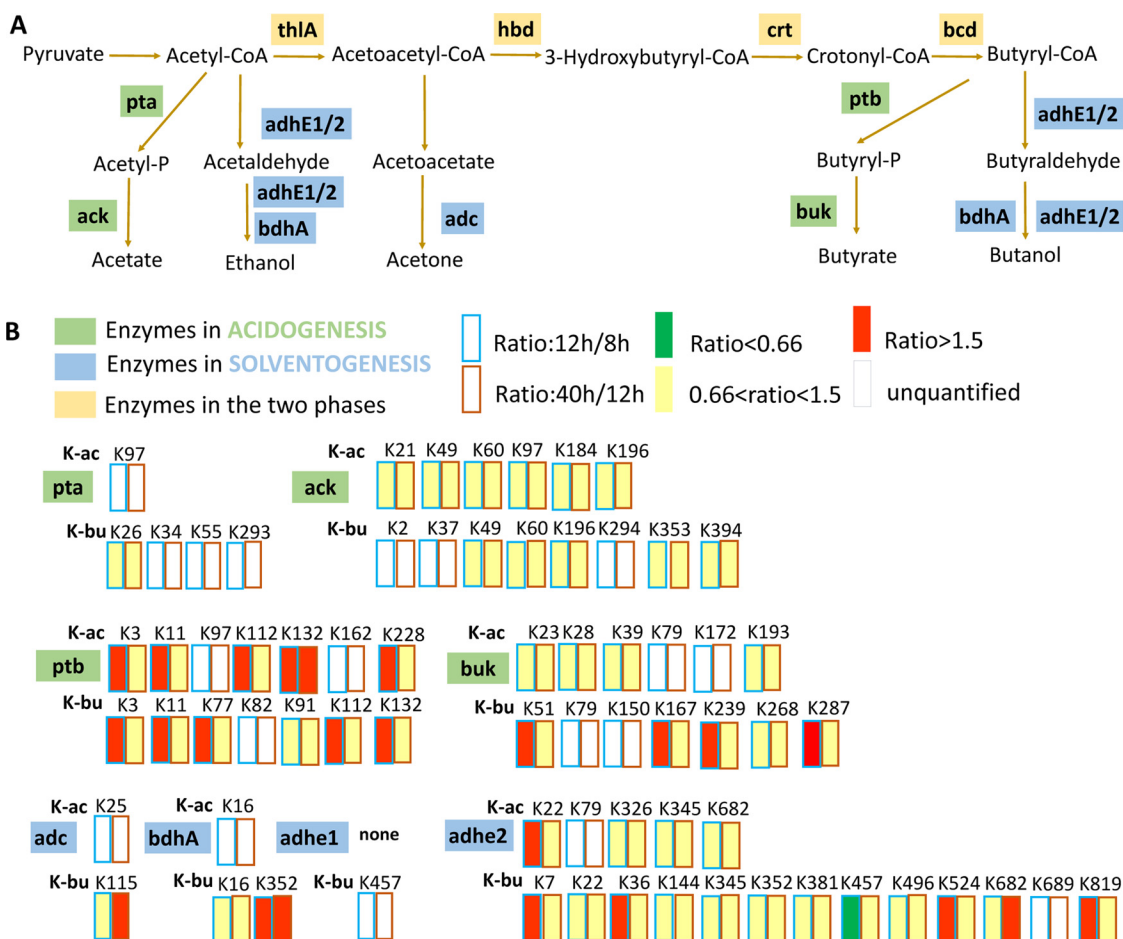 A
thlA hbd crt bcd
Pyruvate Acetyl-CoA Acetoacetyl-CoA 3-Hydroxybutyryl-CoA Crotonyl-CoA Butyryl-CoA
pta adhE1/2 ptb adhE1/2
Acetyl-P Acetaldehyde Acetoacetate Butyryl-P Butyraldehyde
ack adhE1/2 bdhA adc buk bdhA adhE1/2
Acetate Ethanol Acetone Butyrate Butanol
B
Enzymes in ACIDOGENESIS Ratio:12h/8h Ratio<0.66 Ratio>1.5
Enzymes in SOLVENTOGENESIS
Enzymes in the two phases Ratio:40h/12h 0.66<ratio<1.5 unquantified
K-ac K97 K-ac K21 K49 K60 K97 K184 K196
pta ack
K-bu K26 K34 K55 K293 K-bu K2 K37 K49 K60 K196 K294 K353 K394
K-ac K3 K11 K97 K112 K132 K162 K228 K-ac K23 K28 K39 K79 K172 K193
ptb buk
K-bu K3 K11 K77 K82 K91 K112 K132 K-bu K51 K79 K150 K167 K239 K268 K287
K-ac K25 K-ac K16 K-ac K22 K79 K326 K345 K682
adc bdhA adhe1 none adhe2
K-bu K115 K-bu K16 K352 K-bu K457 K-bu K7 K22 K36 K144 K345 K352 K381 K457 K496 K524 K682 K689 K819